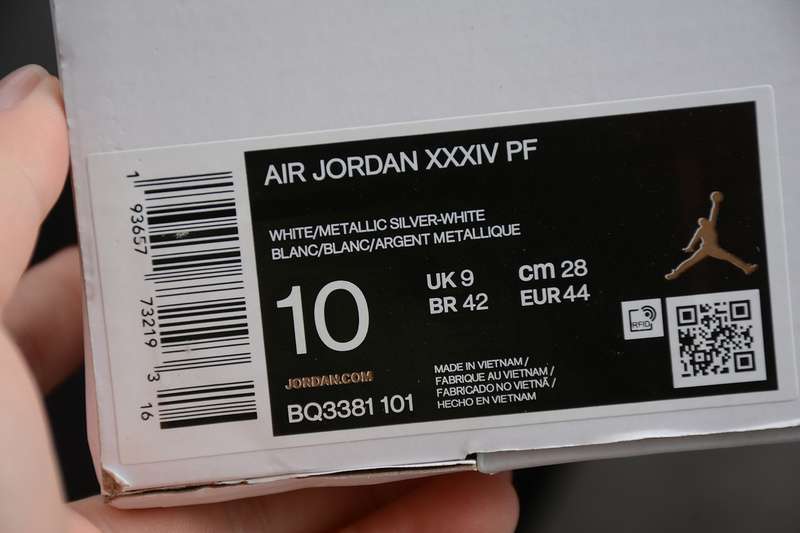 AIR JORDAN XXXIV PF
WHITE/METALLIC SILVER-WHITE
BLANC/BLANC/ARGENT METALLIQUE
10
UK 9
BR 42
cm 28
EUR 44
RFID
JORDAN.COM
BQ3381 101
MADE IN VIETNAM /
FABRIQUE AU VIETNAM /
FABRICADO NO VIETNÃ /
HECHO EN VIETNAM
1 93657 73219 3 16